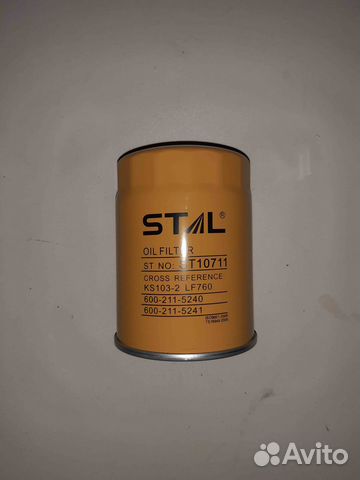 STAL®
OIL FILTER
ST NO: ST10711
CROSS REFERENCE
KS103-2 LF760
600-211-5240
600-211-5241
Avito